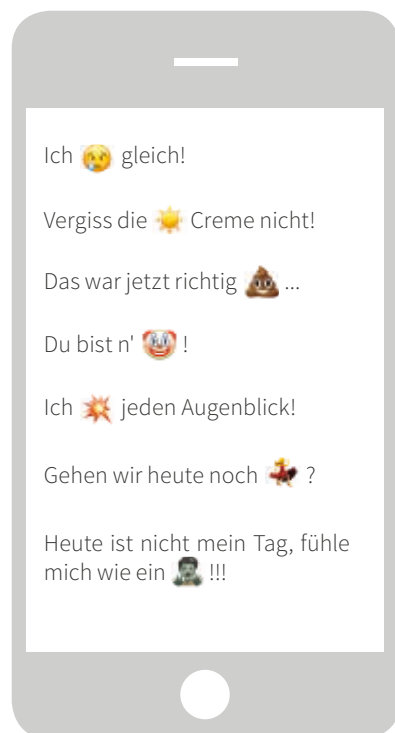 Ich 😢 gleich!
Vergiss die ☀️ Creme nicht!
Das war jetzt richtig 💩 ...
Du bist n' 🤡 !
Ich 💥 jeden Augenblick!
Gehen wir heute noch 🏂 ?
Heute ist nicht mein Tag, fühle
mich wie ein 🧟 !!!